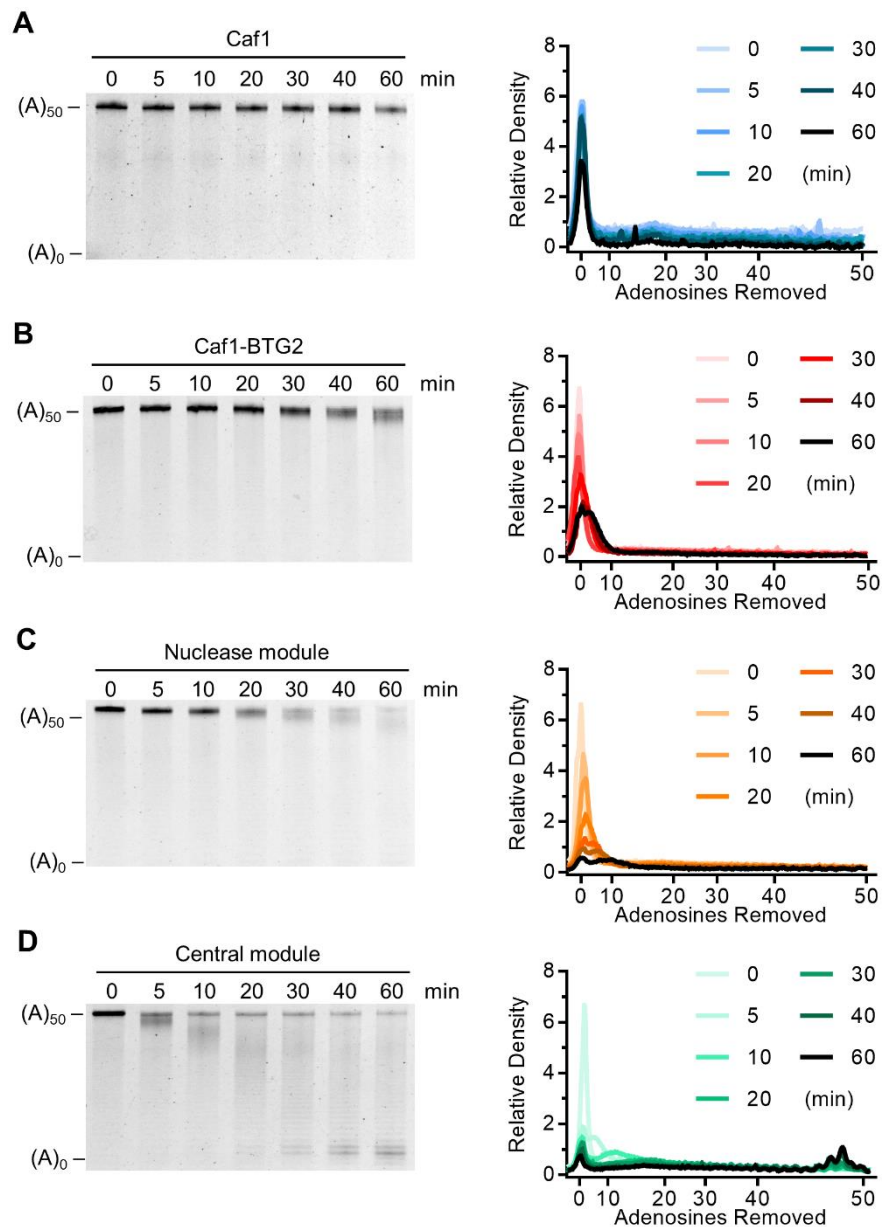 A
Caf1
0 5 10 20 30 40 60 min
(A)50
(A)0
Relative Density
8
6
4
2
0
0 10 20 30 40 50
Adenosines Removed
0 30
5 40
10 60
20 (min)
B
Caf1-BTG2
0 5 10 20 30 40 60 min
(A)50
(A)0
Relative Density
8
6
4
2
0
0 10 20 30 40 50
Adenosines Removed
0 30
5 40
10 60
20 (min)
C
Nuclease module
0 5 10 20 30 40 60 min
(A)50
(A)0
Relative Density
8
6
4
2
0
0 10 20 30 40 50
Adenosines Removed
0 30
5 40
10 60
20 (min)
D
Central module
0 5 10 20 30 40 60 min
(A)50
(A)0
Relative Density
8
6
4
2
0
0 10 20 30 40 50
Adenosines Removed
0 30
5 40
10 60
20 (min)